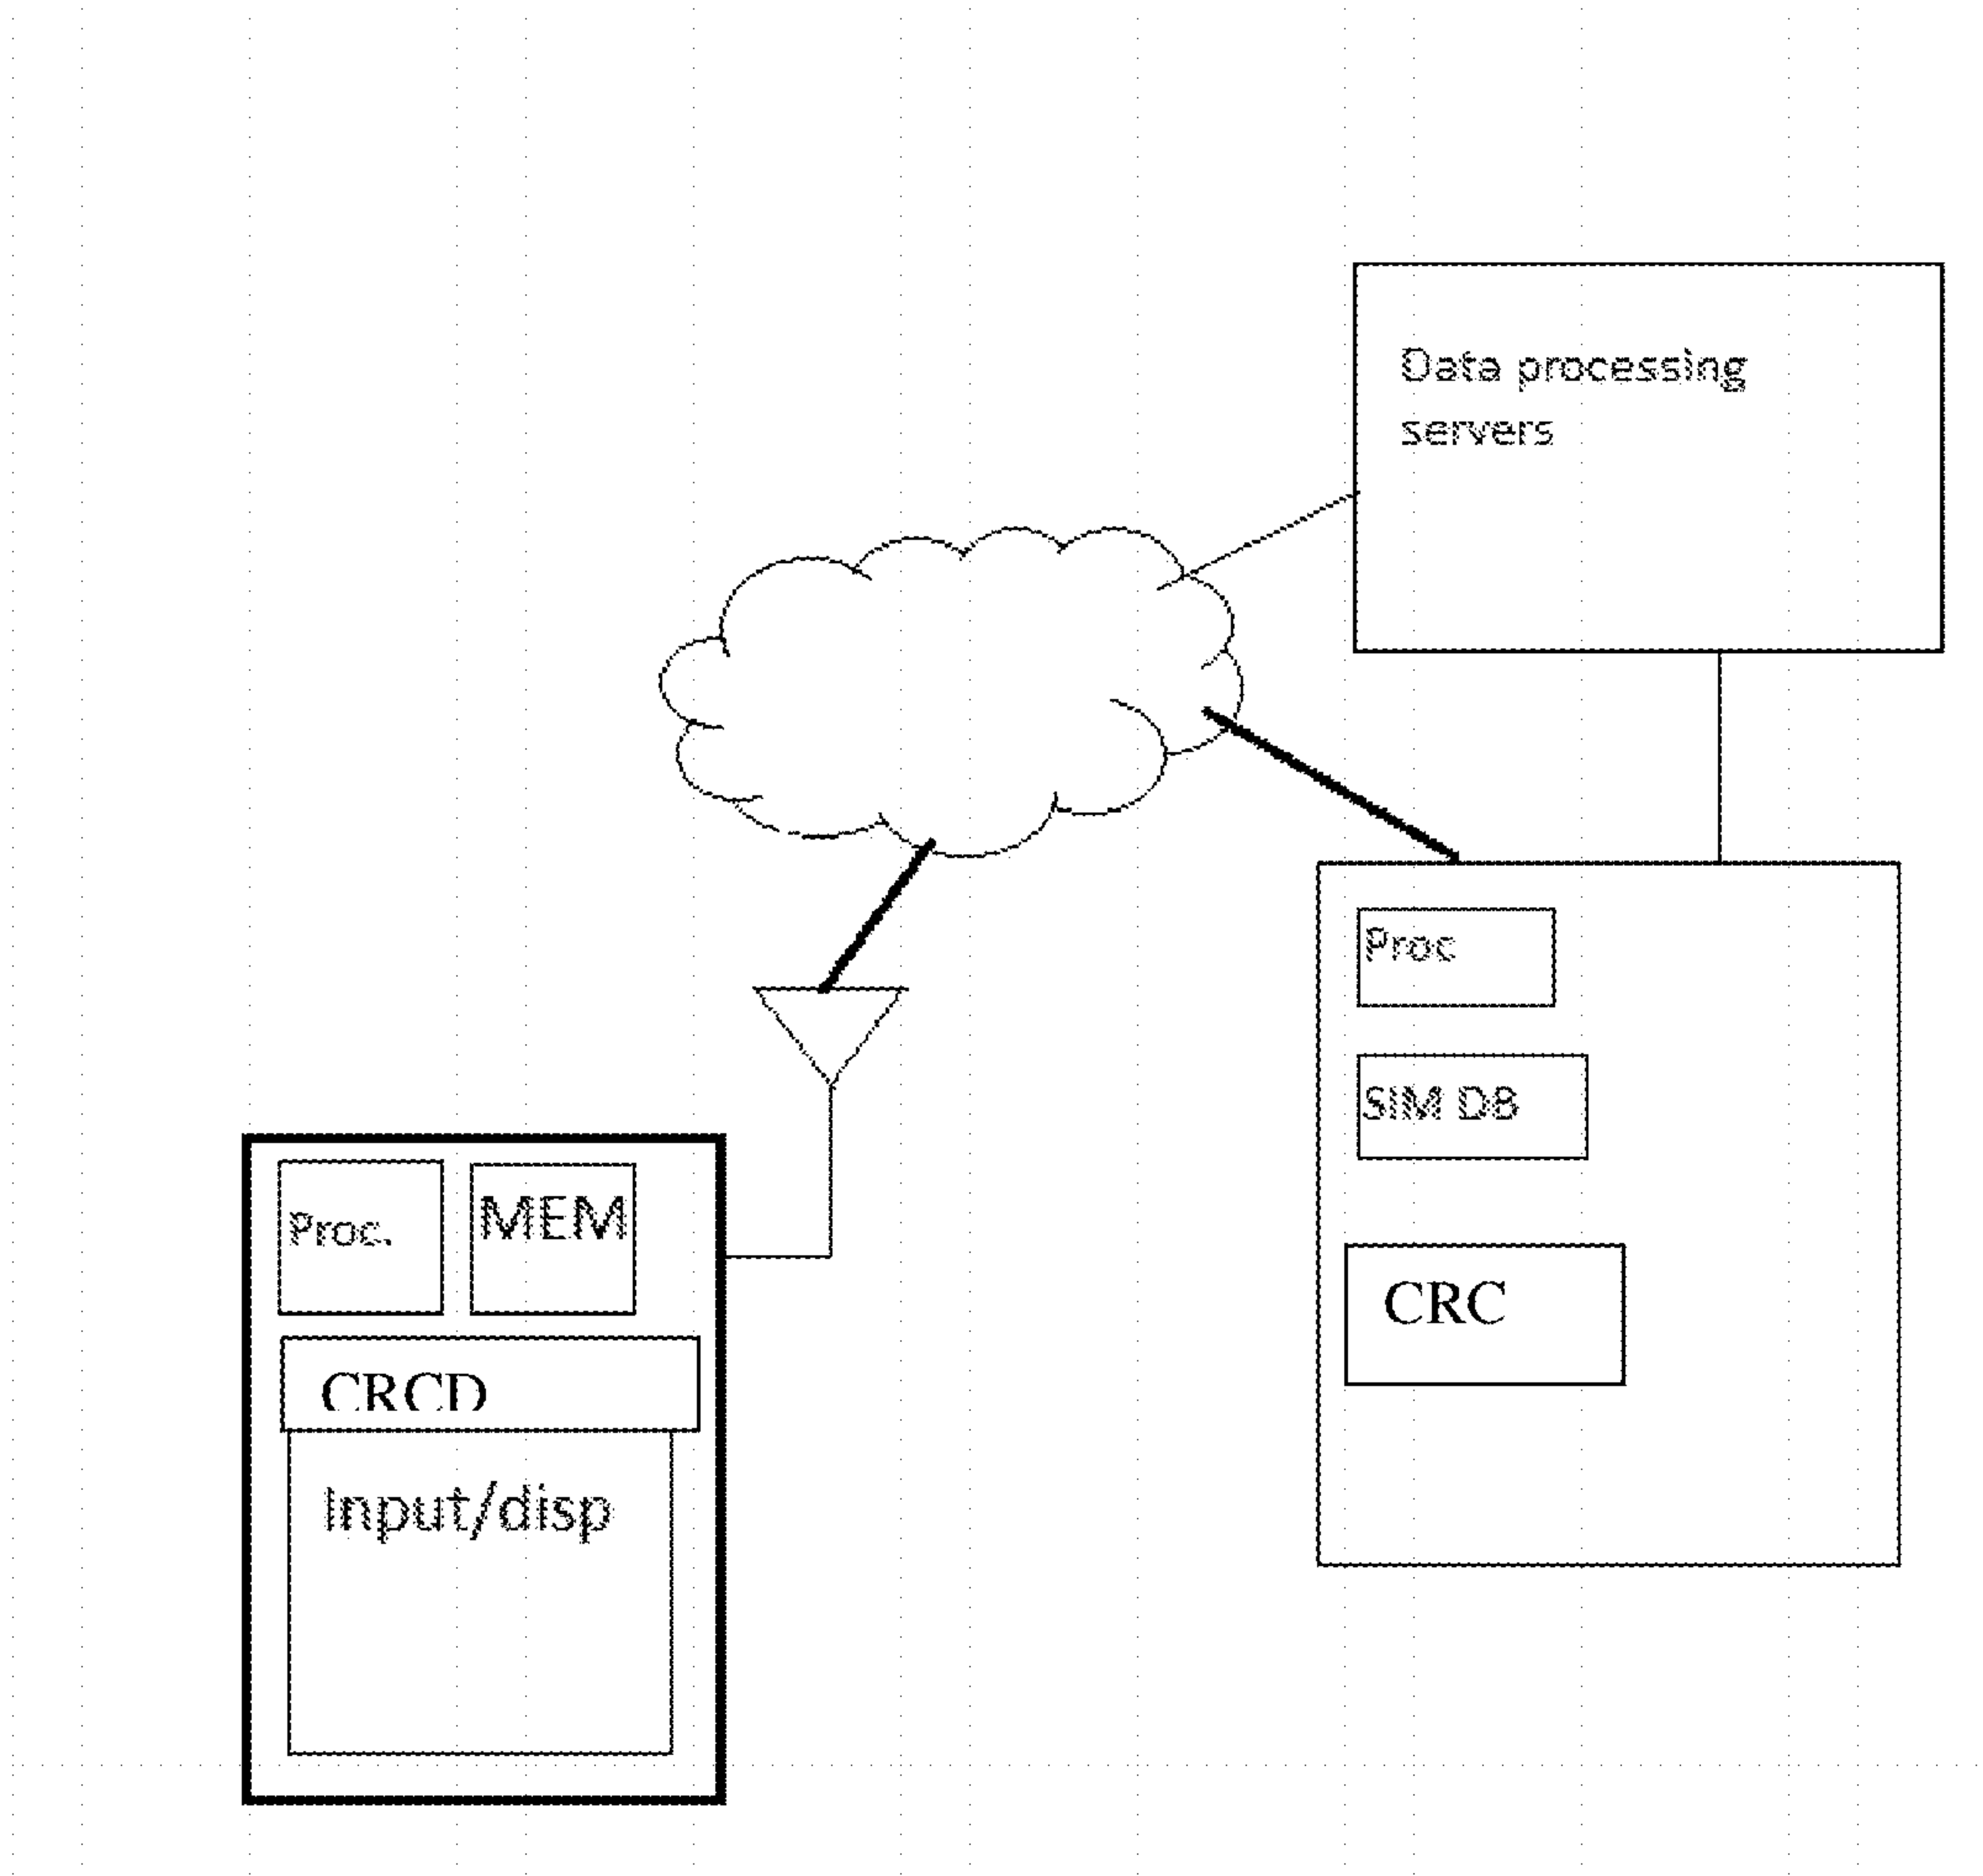 Data processing
servers
Proc
SIM DB
CRC
Proc.
MEM
CRCD
Input/disp